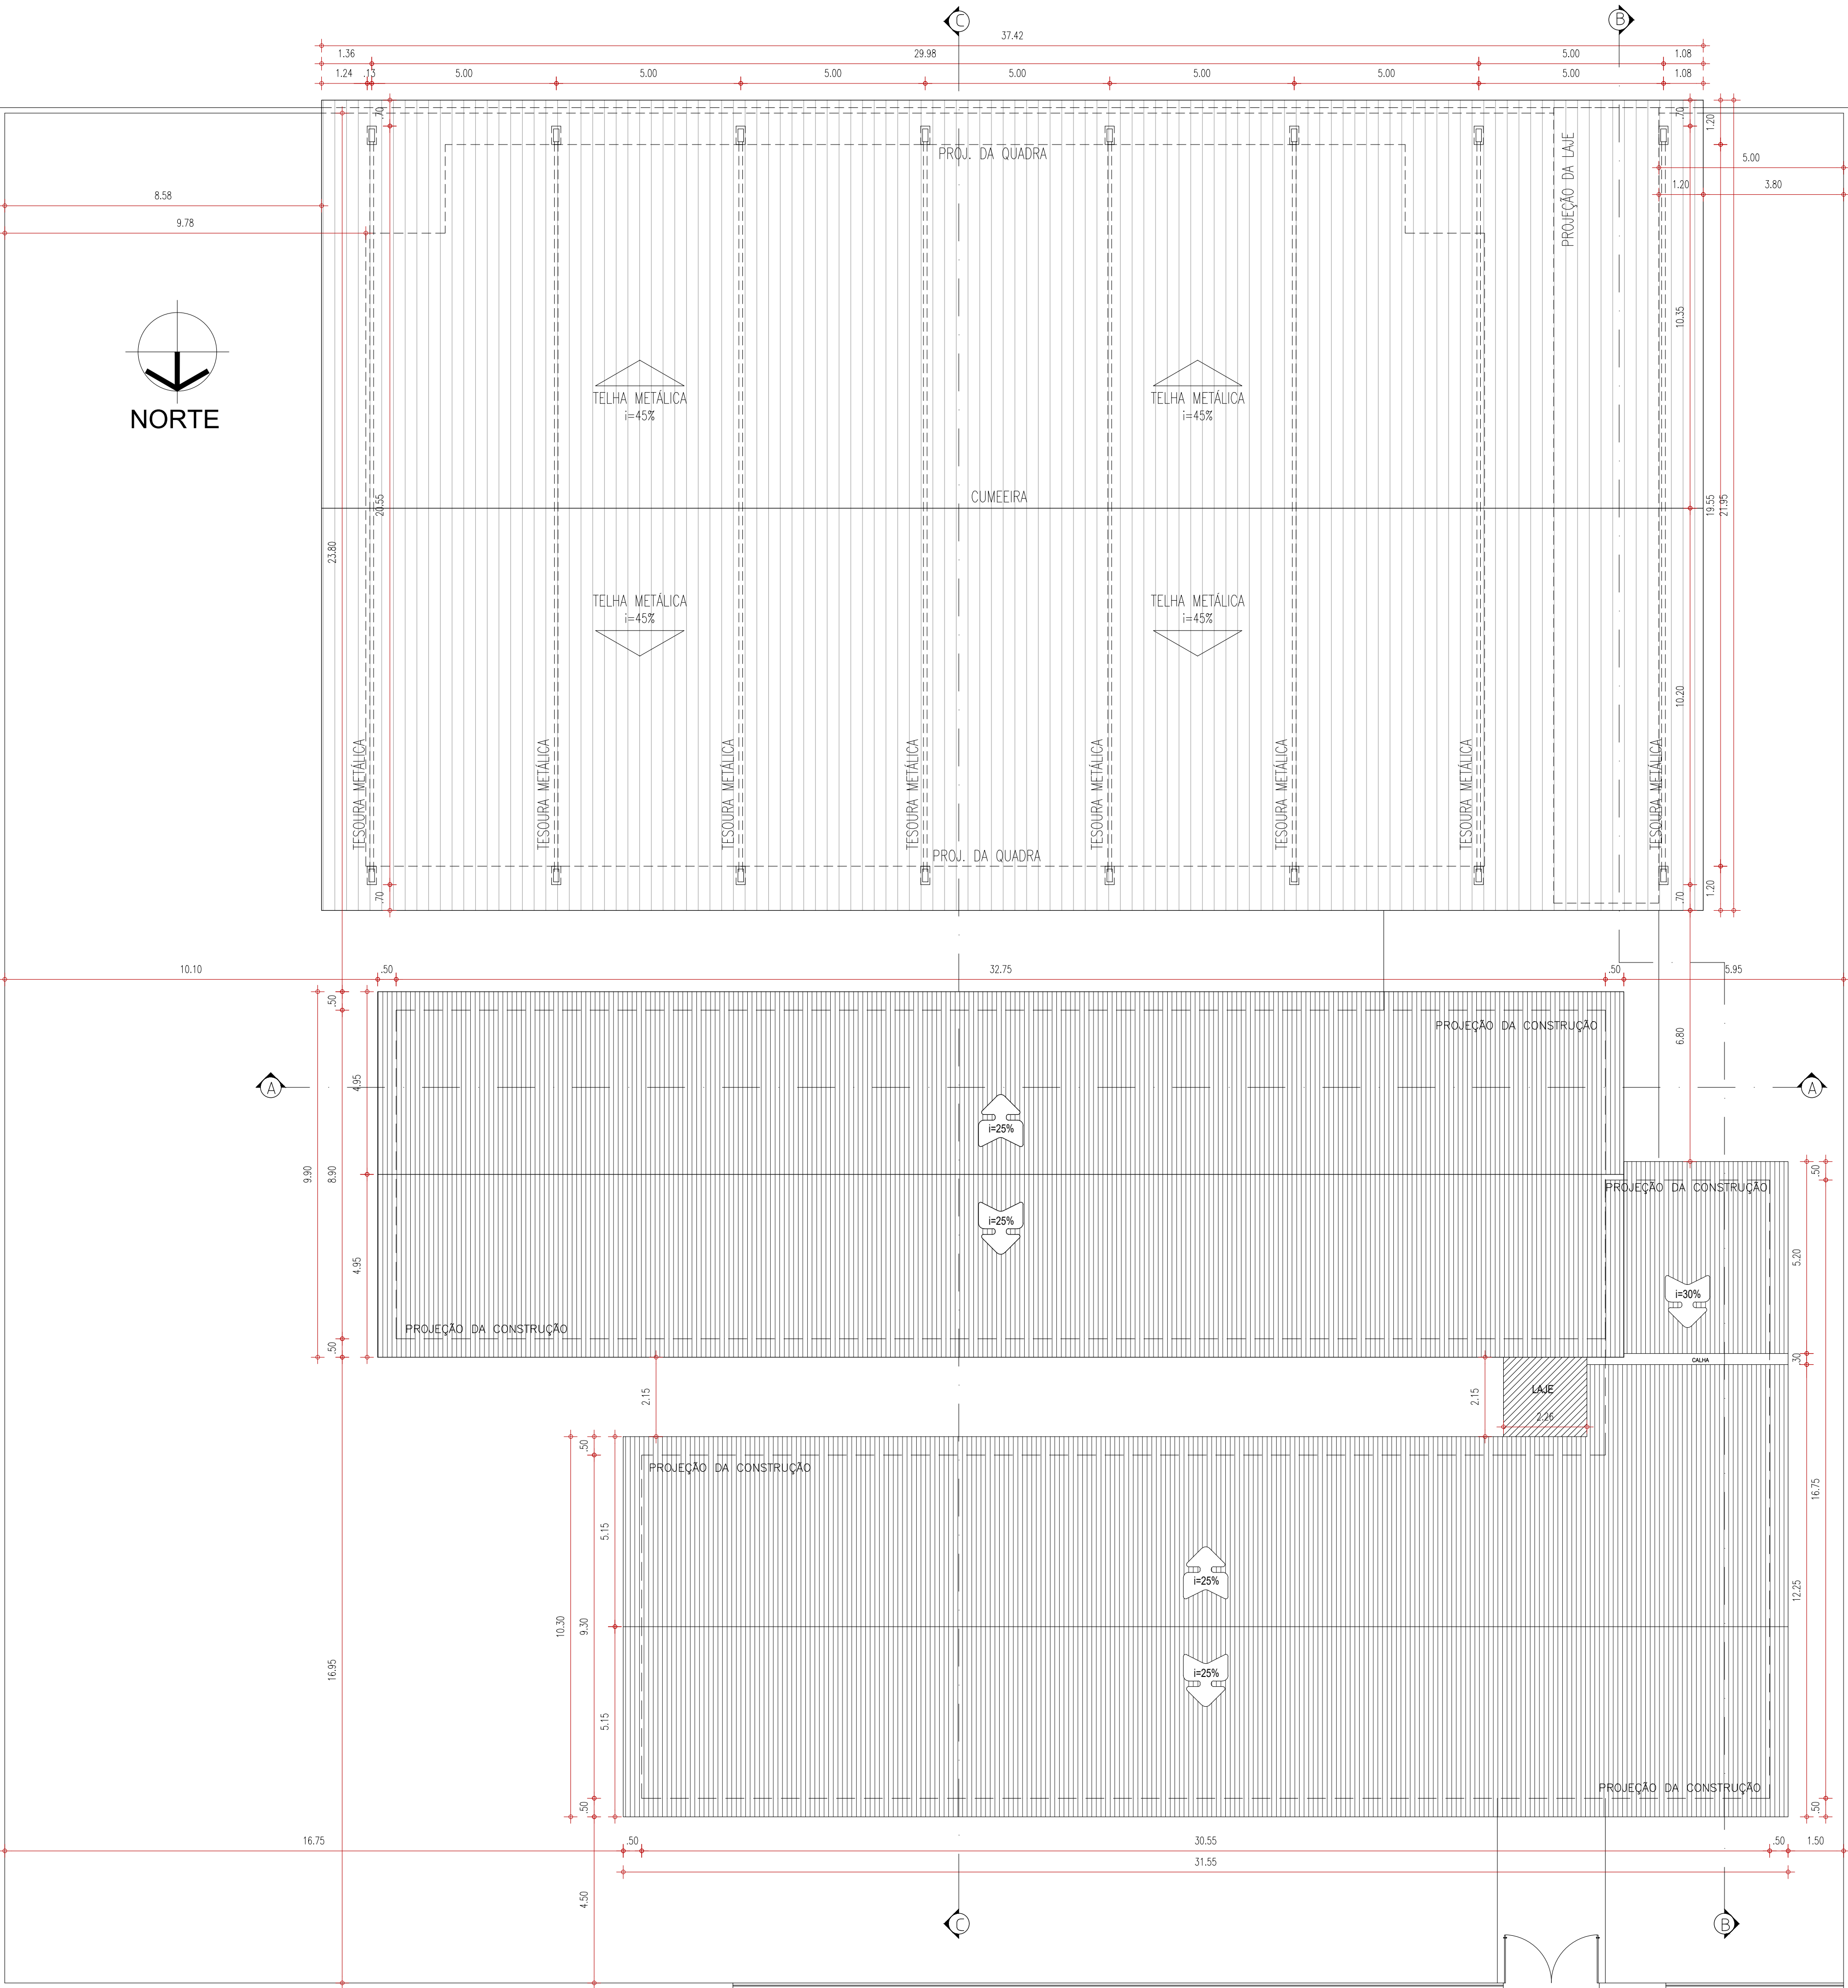 C
B
37.42
1.36
29.98
5.00
1.08
1.24
.13
5.00
5.00
5.00
5.00
5.00
5.00
5.00
1.08
.70
.70
1.20
PROJ. DA QUADRA
PROJEÇÃO DA LAJE
5.00
1.20
3.80
8.58
9.78
10.35
NORTE
TELHA METÁLICA
i=45%
TELHA METÁLICA
i=45%
CUMEEIRA
20.55
19.55
21.95
23.80
TELHA METÁLICA
i=45%
TELHA METÁLICA
i=45%
10.20
TESOURA METÁLICA
TESOURA METÁLICA
TESOURA METÁLICA
TESOURA METÁLICA
TESOURA METÁLICA
TESOURA METÁLICA
TESOURA METÁLICA
TESOURA METÁLICA
PROJ. DA QUADRA
.70
.70
1.20
10.10
.50
32.75
.50
5.95
.50
PROJEÇÃO DA CONSTRUÇÃO
6.80
A
4.95
A
i=25%
9.90
8.90
.50
PROJEÇÃO DA CONSTRUÇÃO
i=25%
4.95
5.20
i=30%
PROJEÇÃO DA CONSTRUÇÃO
.50
.30
CALHA
2.15
2.15
LAJE
2.26
.50
PROJEÇÃO DA CONSTRUÇÃO
16.75
5.15
i=25%
12.25
10.30
9.30
16.95
i=25%
5.15
PROJEÇÃO DA CONSTRUÇÃO
.50
.50
16.75
.50
30.55
.50
1.50
31.55
4.50
C
B